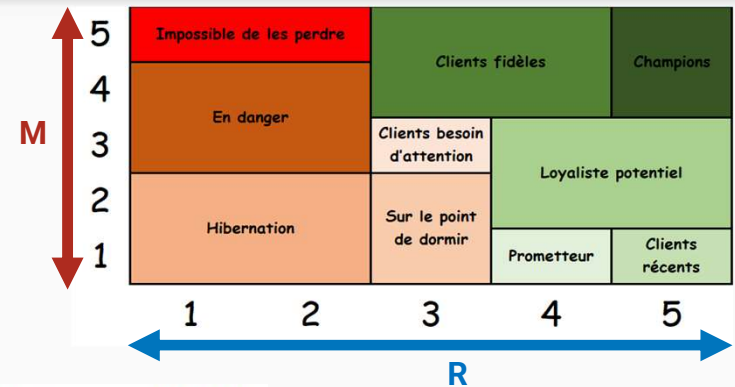 5
Impossible de les perdre
Clients fidèles
Champions
4
En danger
M
3
Clients besoin
d'attention
Loyaliste potentiel
2
Hibernation
Sur le point
de dormir
1
Prometteur
Clients
récents
1 2 3 4 5
R